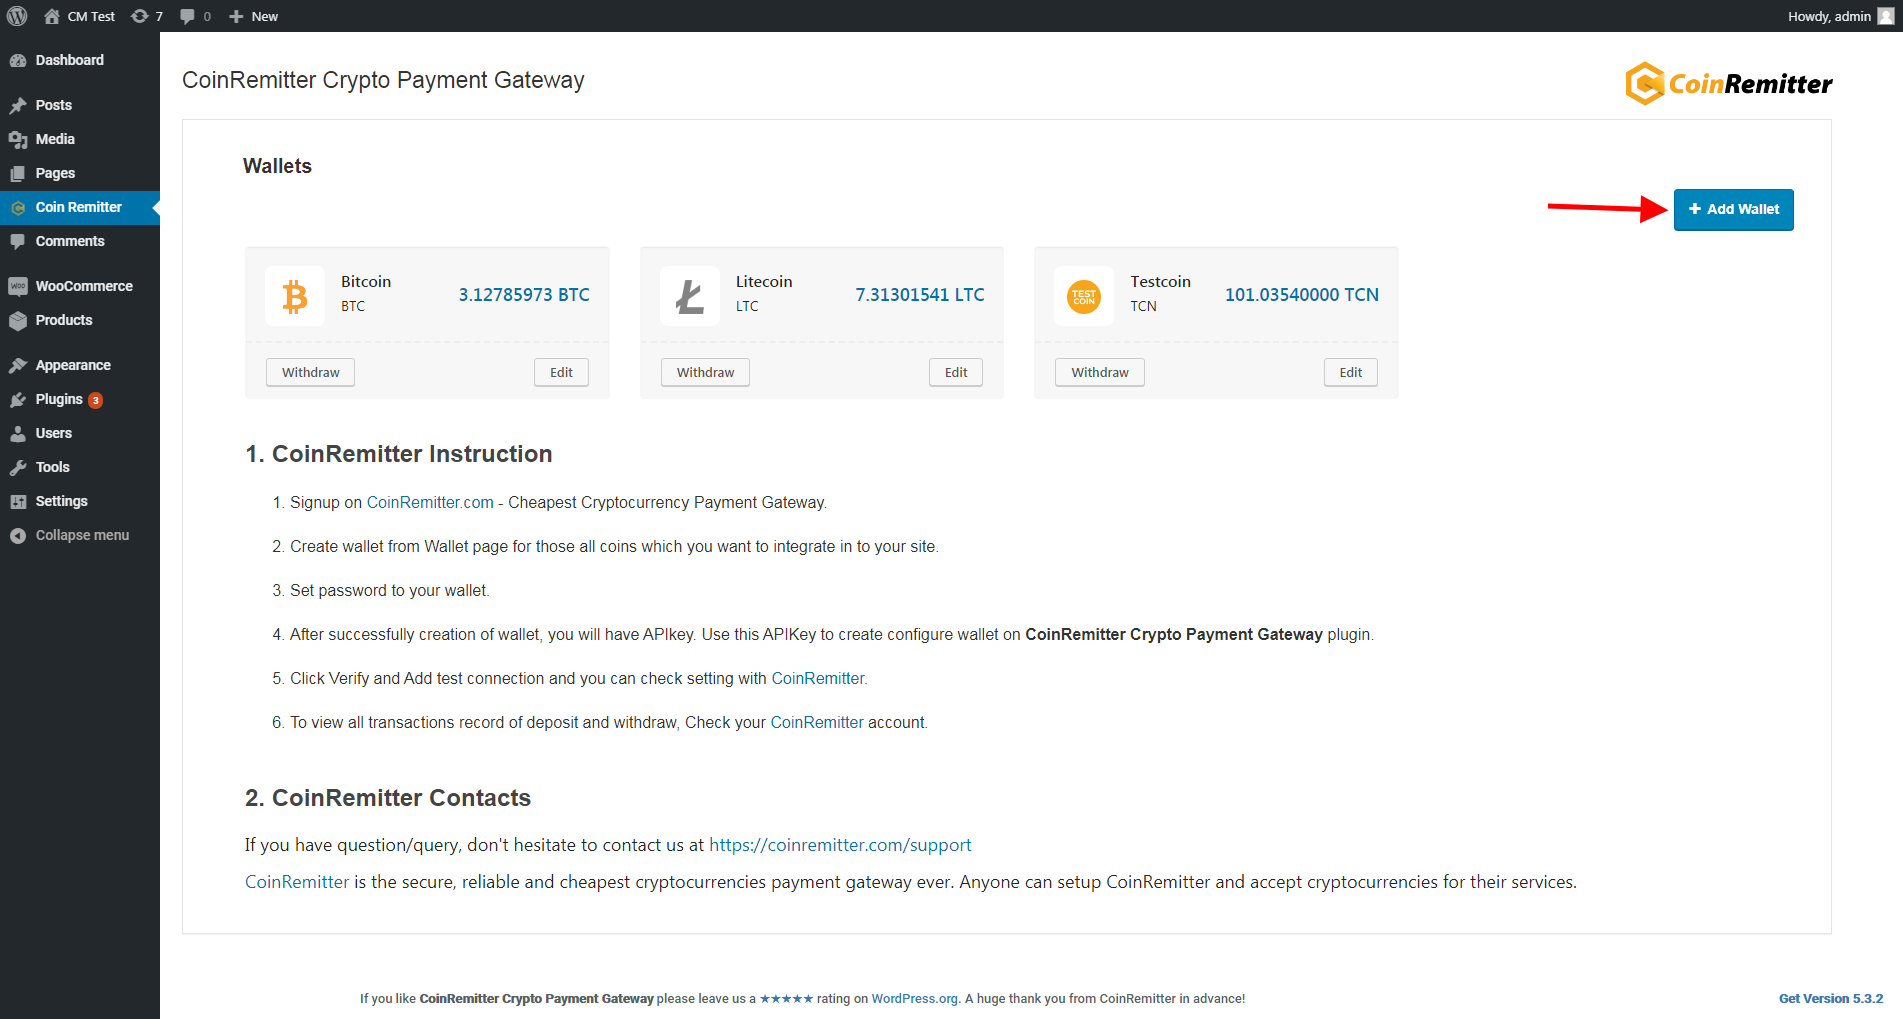 CM Test 7 0 New
Howdy, admin
Dashboard
Posts
Media
Pages
Coin Remitter
Comments
WOO WooCommerce
Products
Appearance
Plugins 3
Users
Tools
Settings
Collapse menu
CoinRemitter Crypto Payment Gateway
CoinRemitter
Wallets
+ Add Wallet
Bitcoin
BTC
3.12785973 BTC
Withdraw
Edit
Litecoin
LTC
7.31301541 LTC
Withdraw
Edit
TEST
COIN
Testcoin
TCN
101.03540000 TCN
Withdraw
Edit
1. CoinRemitter Instruction
1. Signup on CoinRemitter.com - Cheapest Cryptocurrency Payment Gateway.
2. Create wallet from Wallet page for those all coins which you want to integrate in to your site.
3. Set password to your wallet.
4. After successfully creation of wallet, you will have APIkey. Use this APIKey to create configure wallet on CoinRemitter Crypto Payment Gateway plugin.
5. Click Verify and Add test connection and you can check setting with CoinRemitter.
6. To view all transactions record of deposit and withdraw, Check your CoinRemitter account.
2. CoinRemitter Contacts
If you have question/query, don't hesitate to contact us at https://coinremitter.com/support
CoinRemitter is the secure, reliable and cheapest cryptocurrencies payment gateway ever. Anyone can setup CoinRemitter and accept cryptocurrencies for their services.
If you like CoinRemitter Crypto Payment Gateway please leave us a ★★★★★ rating on WordPress.org. A huge thank you from CoinRemitter in advance!
Get Version 5.3.2